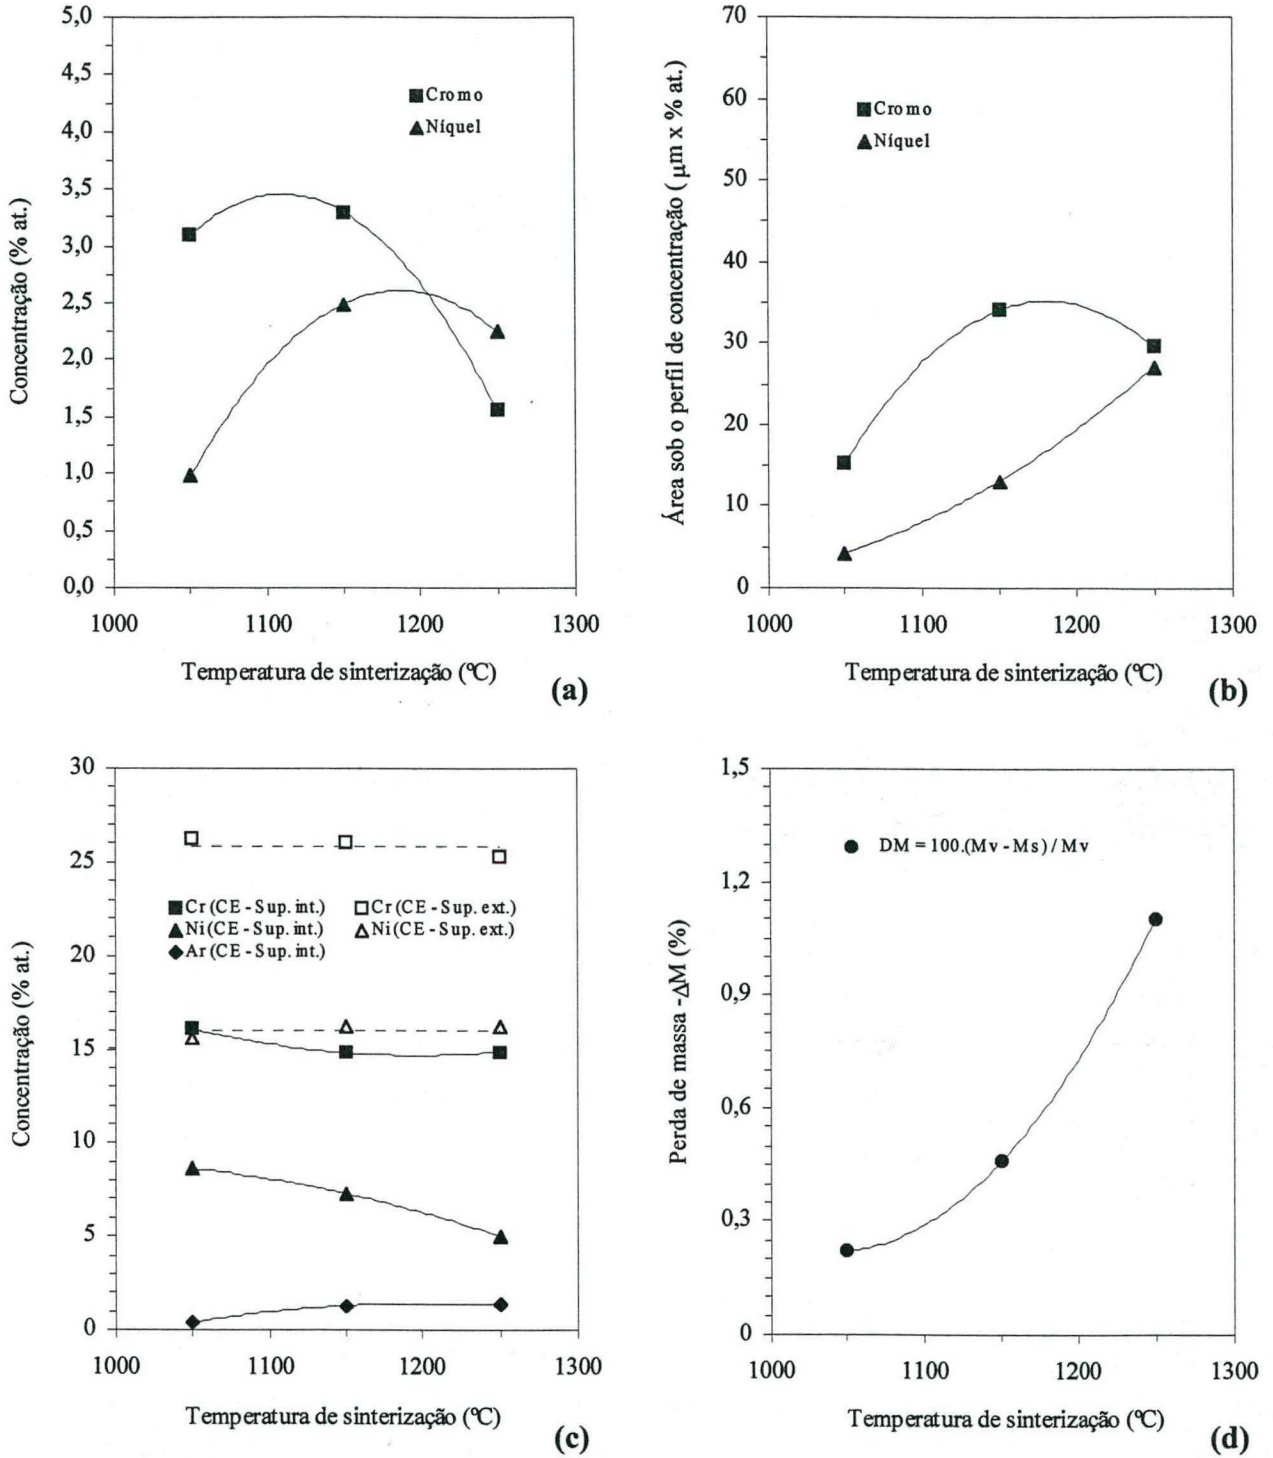 5,0
4,5
4,0
3,5
3,0
2,5
2,0
1,5
1,0
0,5
0,0
Concentração (% at.)
Cromo
Níquel
1000 1100 1200 1300
Temperatura de sinterização (ºC)
(a)
70
60
50
40
30
20
10
0
Área sob o perfil de concentração (μm x % at.)
Cromo
Níquel
1000 1100 1200 1300
Temperatura de sinterização (ºC)
(b)
30
25
20
15
10
5
0
Concentração (% at.)
Cr (CE - Sup. int.) Cr (CE - Sup. ext.)
Ni (CE - Sup. int.) Ni (CE - Sup. ext.)
Ar (CE - Sup. int.)
1000 1100 1200 1300
Temperatura de sinterização (ºC)
(c)
1,5
1,2
0,9
0,6
0,3
0
Perda de massa -ΔM (%)
DM = 100.(Mv - Ms) / Mv
1000 1100 1200 1300
Temperatura de sinterização (ºC)
(d)